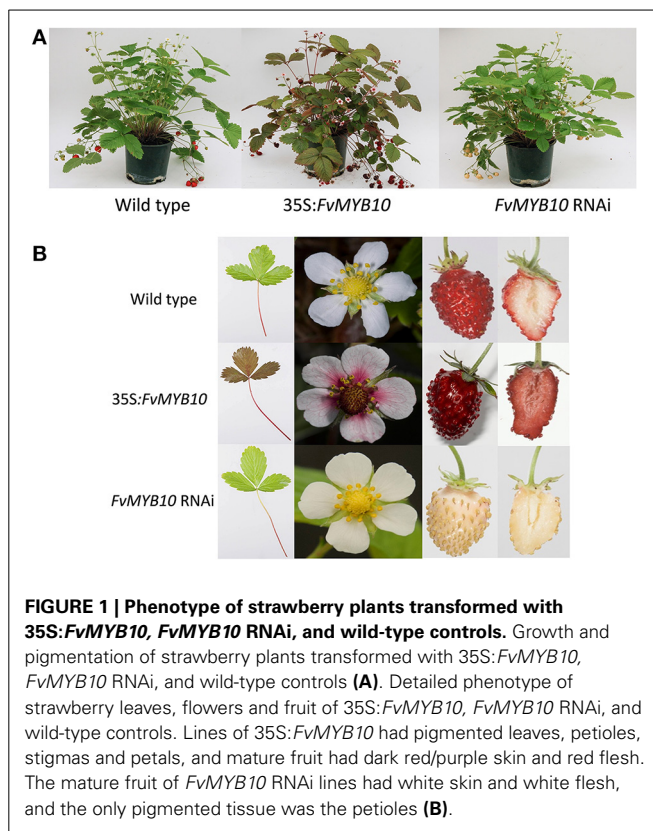 A
Wild type 35S:FvMYB10 FvMYB10 RNAi
B
Wild type
35S:FvMYB10
FvMYB10 RNAi
FIGURE 1 | Phenotype of strawberry plants transformed with
35S:FvMYB10, FvMYB10 RNAi, and wild-type controls. Growth and
pigmentation of strawberry plants transformed with 35S:FvMYB10,
FvMYB10 RNAi, and wild-type controls (A). Detailed phenotype of
strawberry leaves, flowers and fruit of 35S:FvMYB10, FvMYB10 RNAi, and
wild-type controls. Lines of 35S:FvMYB10 had pigmented leaves, petioles,
stigmas and petals, and mature fruit had dark red/purple skin and red flesh.
The mature fruit of FvMYB10 RNAi lines had white skin and white flesh,
and the only pigmented tissue was the petioles (B).